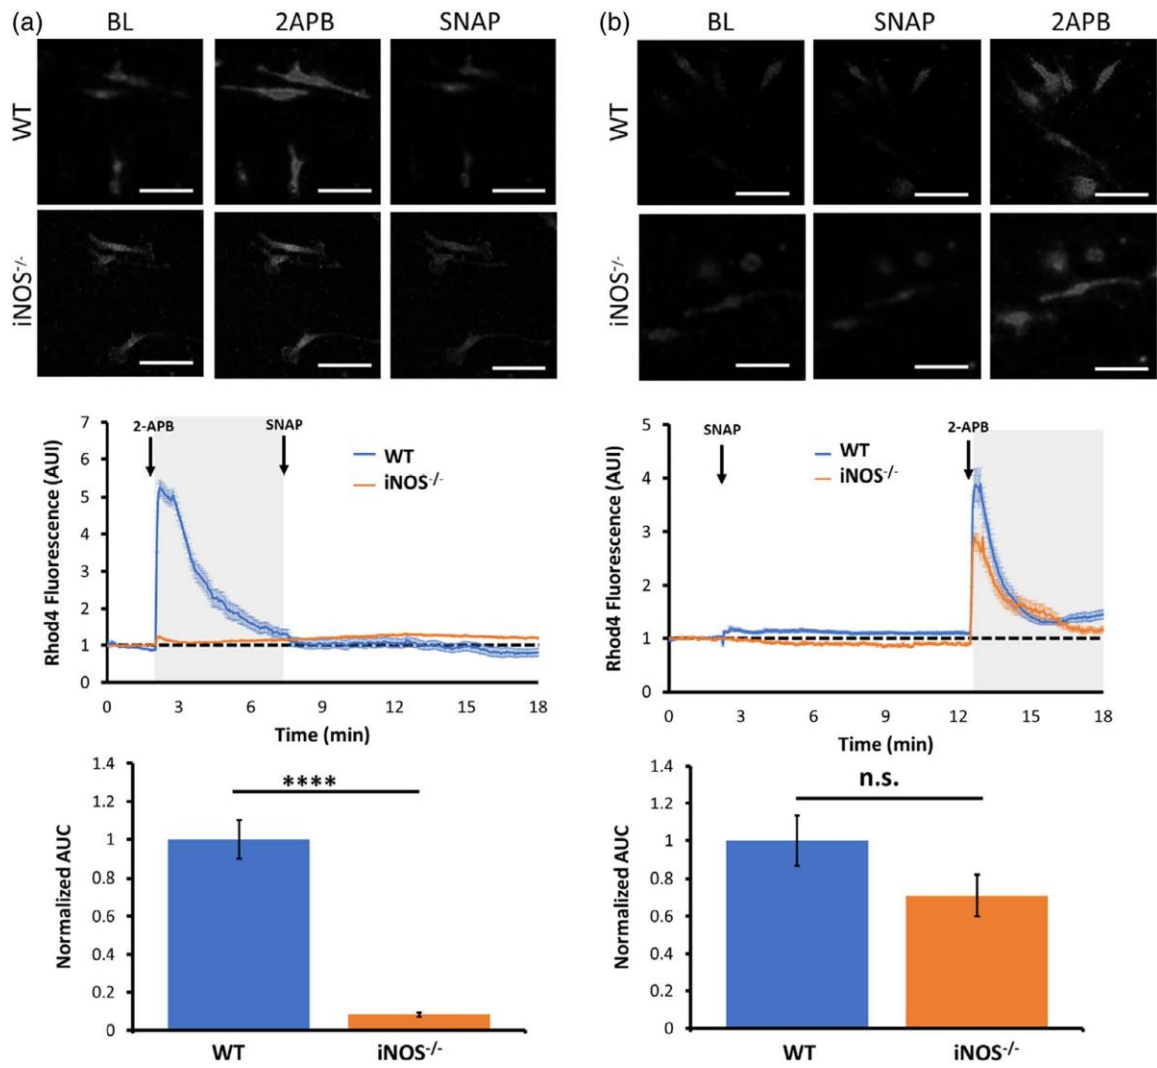 (a)
BL 2APB SNAP
WT
iNOS-/-
7
6
5
4
3
2
1
0
Rhod4 Fluorescence (AUI)
2-APB
SNAP
WT
iNOS-/-
0 3 6 9 12 15 18
Time (min)
1.4
1.2
1
0.8
0.6
0.4
0.2
0
Normalized AUC
****
WT iNOS-/-
(b)
BL SNAP 2APB
WT
iNOS-/-
5
4
3
2
1
0
Rhod4 Fluorescence (AUI)
SNAP
2-APB
WT
iNOS-/-
0 3 6 9 12 15 18
Time (min)
1.4
1.2
1
0.8
0.6
0.4
0.2
0
Normalized AUC
n.s.
WT iNOS-/-